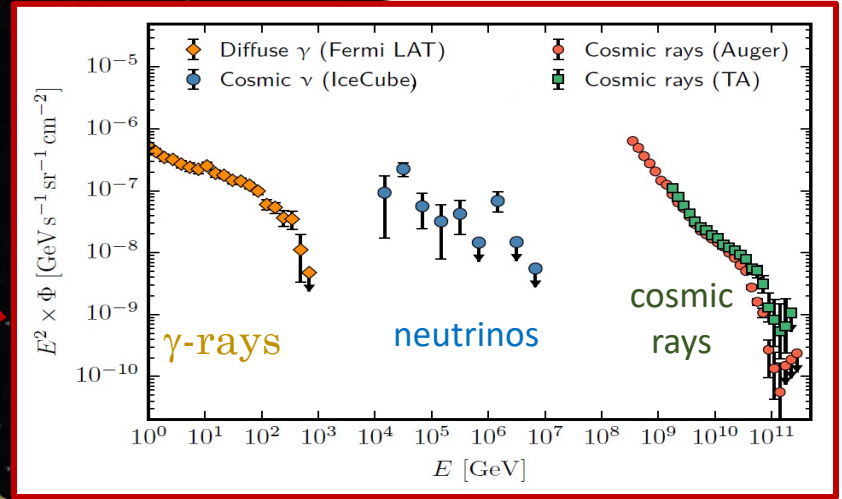 Diffuse γ (Fermi LAT)
Cosmic ν (IceCube)
Cosmic rays (Auger)
Cosmic rays (TA)
E² × Φ [GeV s⁻¹ sr⁻¹ cm⁻²]
10⁻⁵
10⁻⁶
10⁻⁷
10⁻⁸
10⁻⁹
10⁻¹⁰
γ-rays
neutrinos
cosmic
rays
10⁰ 10¹ 10² 10³ 10⁴ 10⁵ 10⁶ 10⁷ 10⁸ 10⁹ 10¹⁰ 10¹¹
E [GeV]